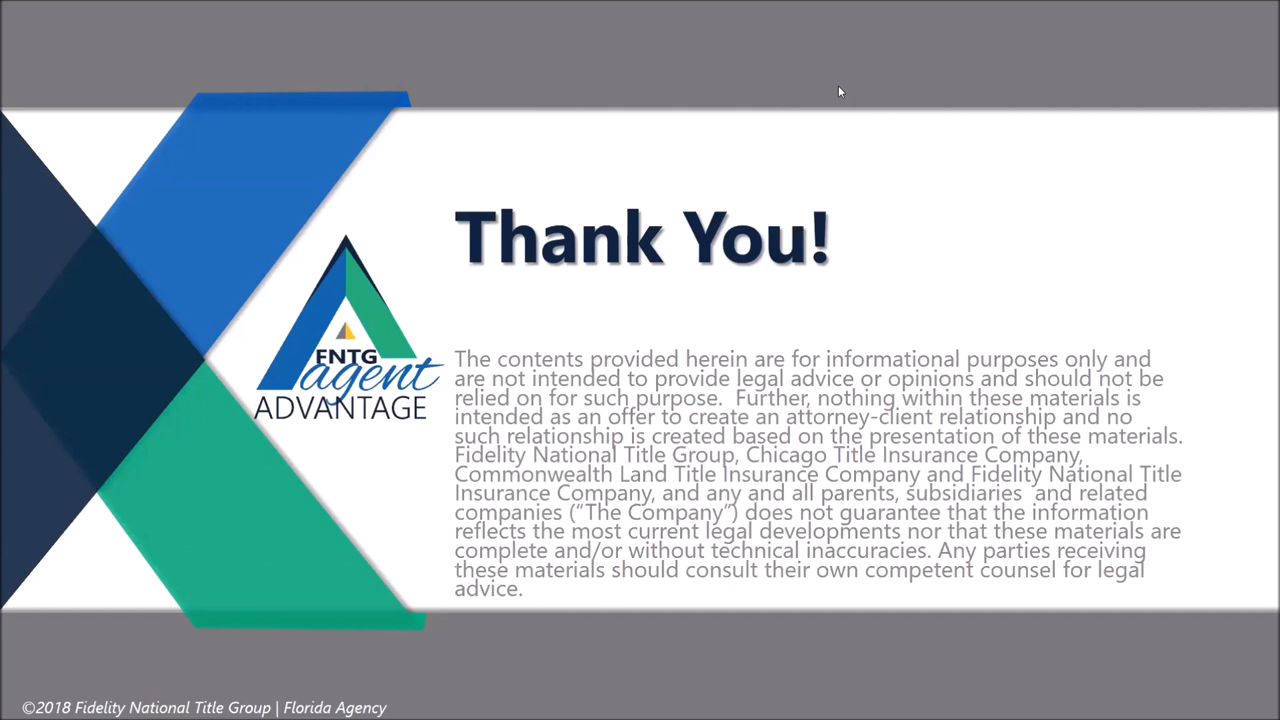 Thank You!
FNTG
agent
ADVANTAGE
The contents provided herein are for informational purposes only and
are not intended to provide legal advice or opinions and should not be
relied on for such purpose.  Further, nothing within these materials is
intended as an offer to create an attorney-client relationship and no
such relationship is created based on the presentation of these materials.
Fidelity National Title Group, Chicago Title Insurance Company,
Commonwealth Land Title Insurance Company and Fidelity National Title
Insurance Company, and any and all parents, subsidiaries  and related
companies (“The Company”) does not guarantee that the information
reflects the most current legal developments nor that these materials are
complete and/or without technical inaccuracies. Any parties receiving
these materials should consult their own competent counsel for legal
advice.
©2018 Fidelity National Title Group | Florida Agency